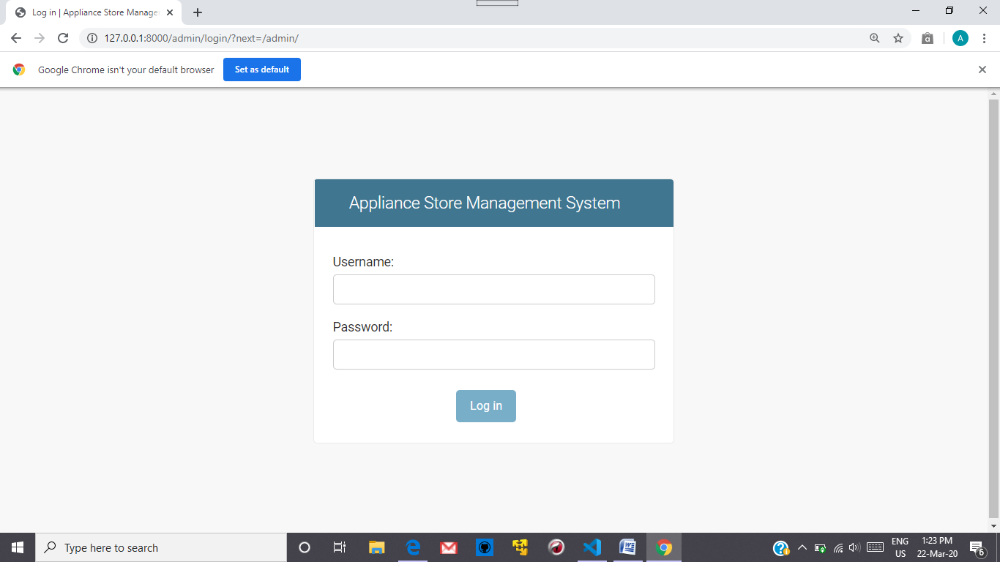 Log in | Appliance Store Manage
127.0.0.1:8000/admin/login/?next=/admin/
A
Google Chrome isn't your default browser
Set as default
Appliance Store Management System
Username:
Password:
Log in
Type here to search
ENG
US
1:23 PM
22-Mar-20
6